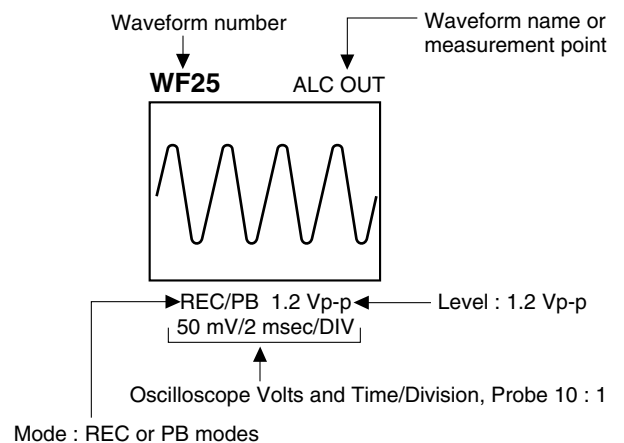 Waveform number
Waveform name or
measurement point
WF25 ALC OUT
REC/PB 1.2 Vp-p
Level : 1.2 Vp-p
50 mV/2 msec/DIV
Oscilloscope Volts and Time/Division, Probe 10 : 1
Mode : REC or PB modes